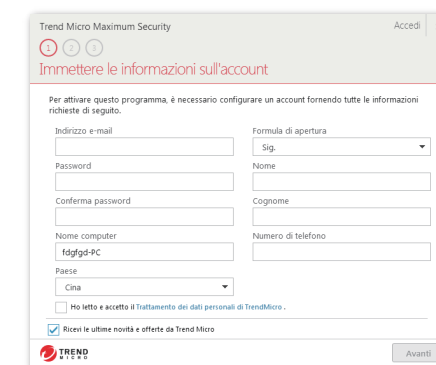 Trend Micro Maximum Security
Accedi
1 2 3
Immettere le informazioni sull'account
Per attivare questo programma, è necessario configurare un account fornendo tutte le informazioni
richieste di seguito.
Indirizzo e-mail
Formula di apertura
Sig.
Password
Nome
Conferma password
Cognome
Nome computer
Numero di telefono
fdgfgd-PC
Paese
Cina
Ho letto e accetto il Trattamento dei dati personali di TrendMicro .
Ricevi le ultime novità e offerte da Trend Micro
TREND
MICRO
Avanti